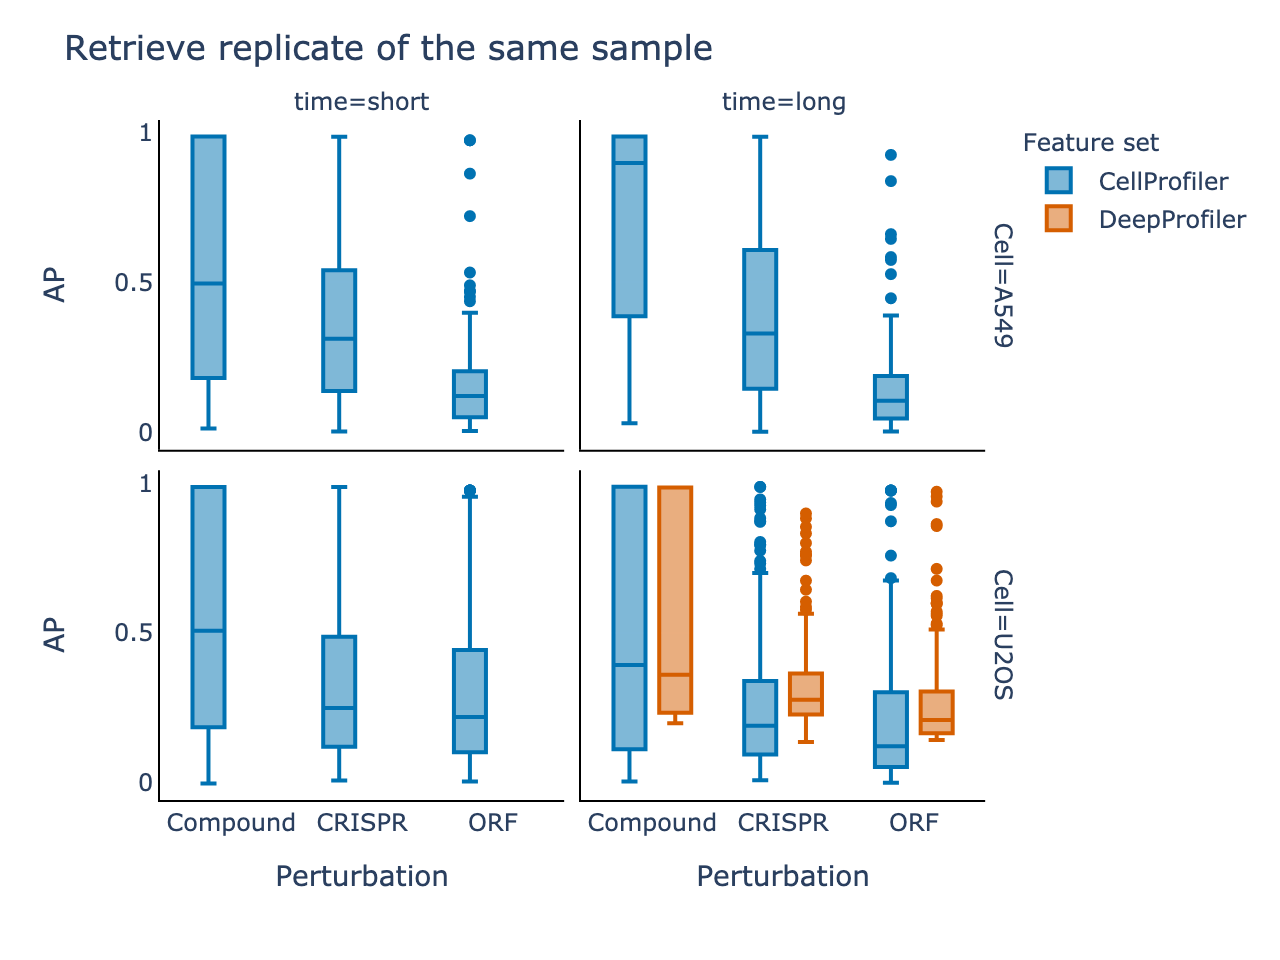 Retrieve replicate of the same sample
time=short
time=long
Feature set
CellProfiler
DeepProfiler
1
0.5
0
AP
Cell=A549
1
0.5
0
AP
Cell=U2OS
Compound CRISPR ORF
Compound CRISPR ORF
Perturbation
Perturbation